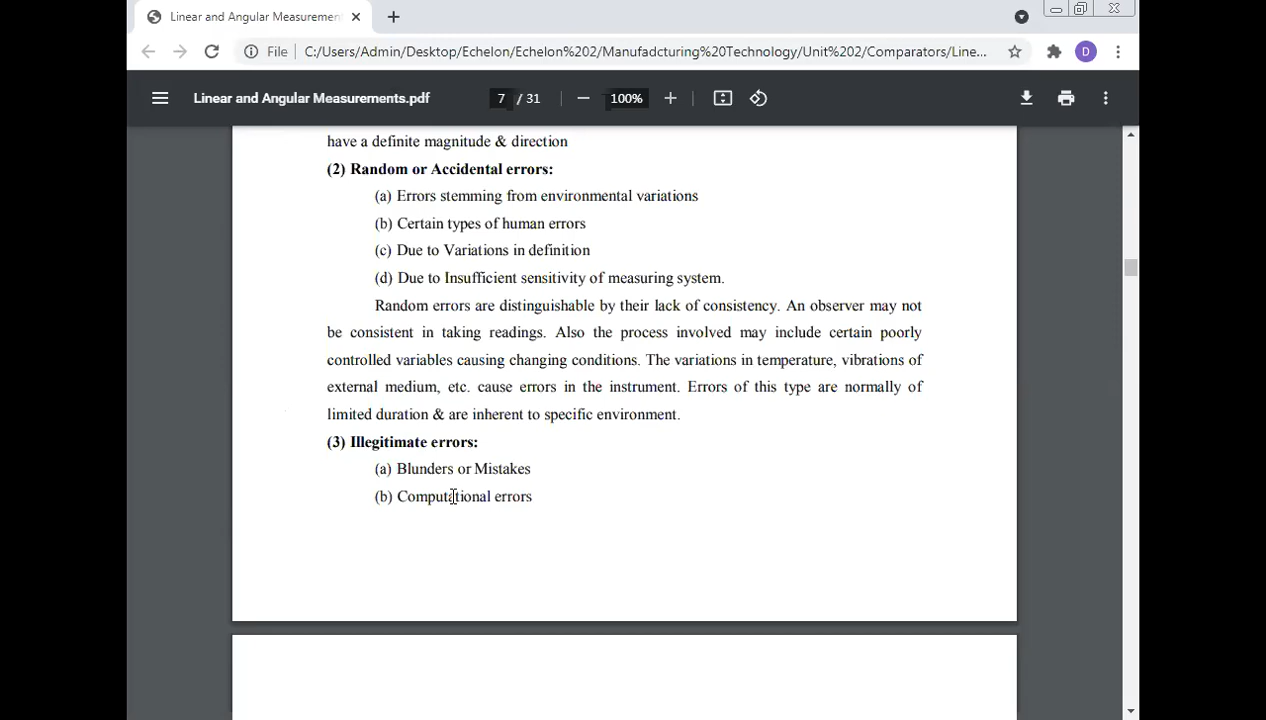 Linear and Angular Measurement
File
C:/Users/Admin/Desktop/Echelon/Echelon%202/Manufadcturing%20Technology/Unit%202/Comparators/Line...
D
Linear and Angular Measurements.pdf
7 / 31
100%
have a definite magnitude & direction
(2) Random or Accidental errors:
(a) Errors stemming from environmental variations
(b) Certain types of human errors
(c) Due to Variations in definition
(d) Due to Insufficient sensitivity of measuring system.
Random errors are distinguishable by their lack of consistency. An observer may not
be consistent in taking readings. Also the process involved may include certain poorly
controlled variables causing changing conditions. The variations in temperature, vibrations of
external medium, etc. cause errors in the instrument. Errors of this type are normally of
limited duration & are inherent to specific environment.
(3) Illegitimate errors:
(a) Blunders or Mistakes
(b) Computational errors